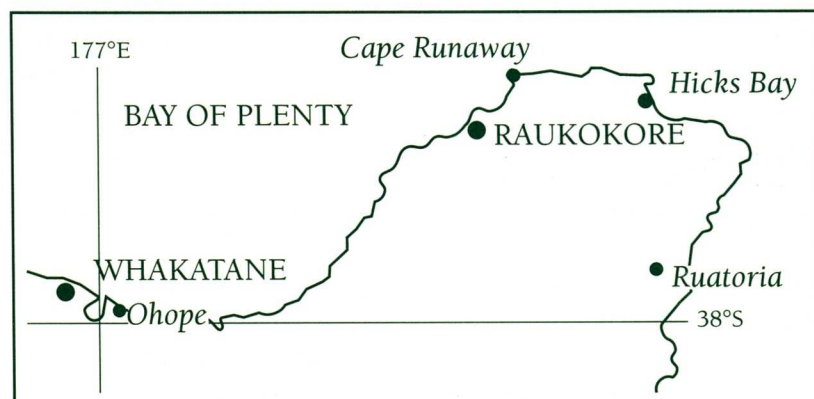 177°E
Cape Runaway
Hicks Bay
BAY OF PLENTY
RAUKOKORE
WHAKATANE
Ruatoria
Ohope
38°S